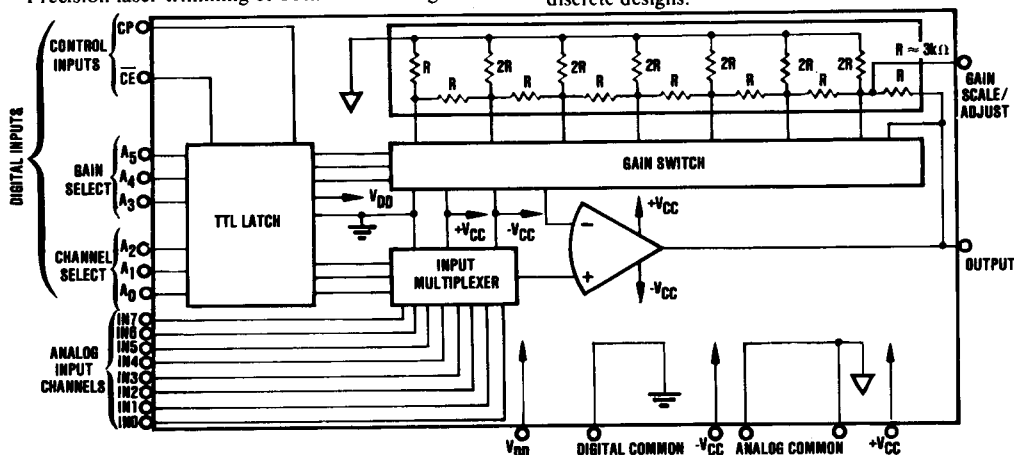 Precision laser trimming of
discrete designs.
DIGITAL INPUTS
CONTROL INPUTS
CP
CE
GAIN SELECT
A5
A4
A3
CHANNEL SELECT
A2
A1
A0
ANALOG INPUT CHANNELS
IN7
IN6
IN5
IN4
IN3
IN2
IN1
IN0
TTL LATCH
VDD
R
2R
2R
2R
2R
2R
2R
R
R
R
R
R
R
R
R ≈ 3kΩ
GAIN SCALE/ ADJUST
GAIN SWITCH
+VCC
-VCC
INPUT MULTIPLEXER
−
+
+VCC
-VCC
OUTPUT
VDD
DIGITAL COMMON
-VCC
ANALOG COMMON
+VCC